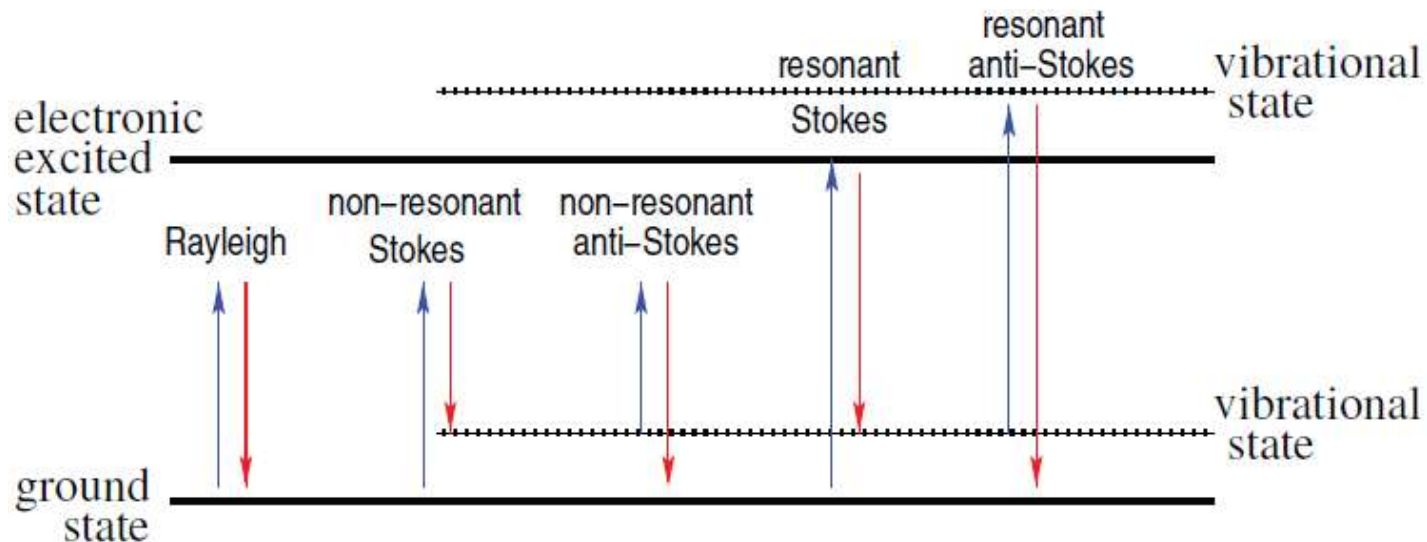 resonant
anti–Stokes
resonant
Stokes
vibrational
state
electronic
excited
state
Rayleigh
non–resonant
Stokes
non–resonant
anti–Stokes
vibrational
state
ground
state